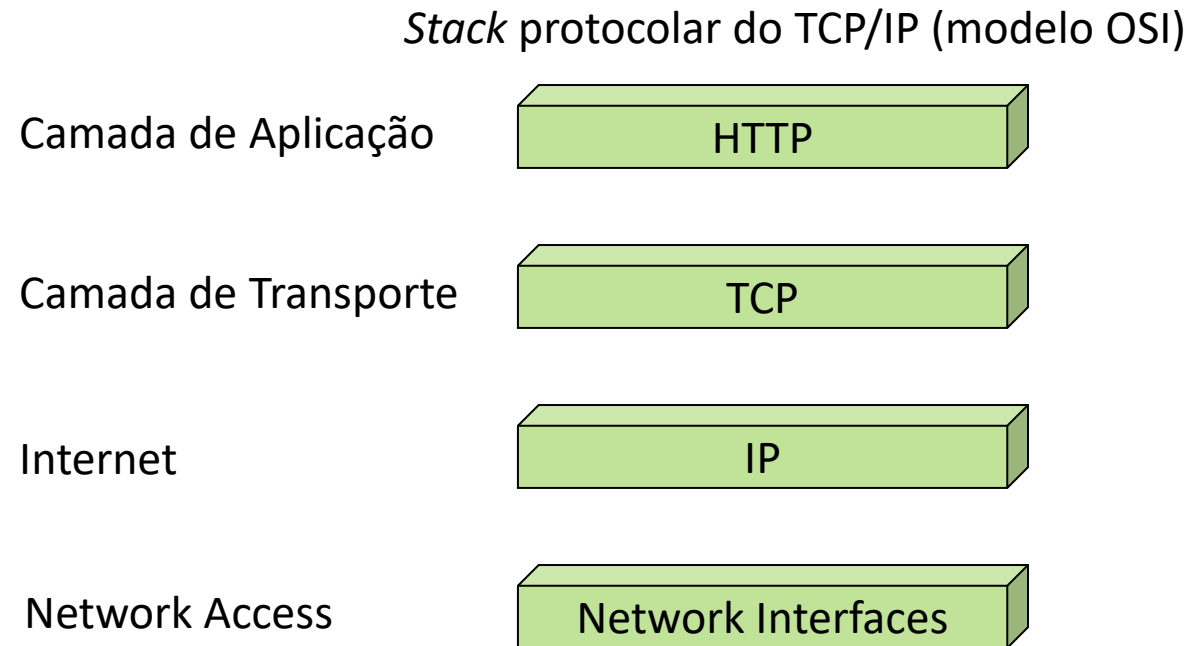 Stack protocolar do TCP/IP (modelo OSI)
Camada de Aplicação
HTTP
Camada de Transporte
TCP
Internet
IP
Network Access
Network Interfaces